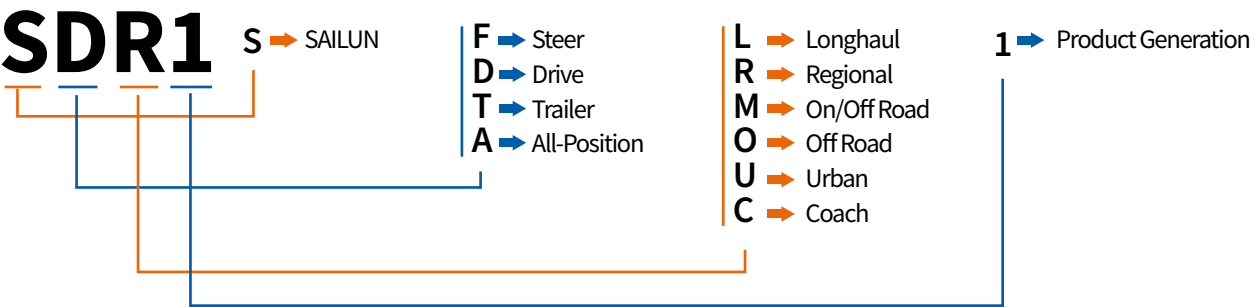 SDR1
S SAILUN
F Steer
D Drive
T Trailer
A All-Position
L Longhaul
R Regional
M On/Off Road
O Off Road
U Urban
C Coach
1 Product Generation